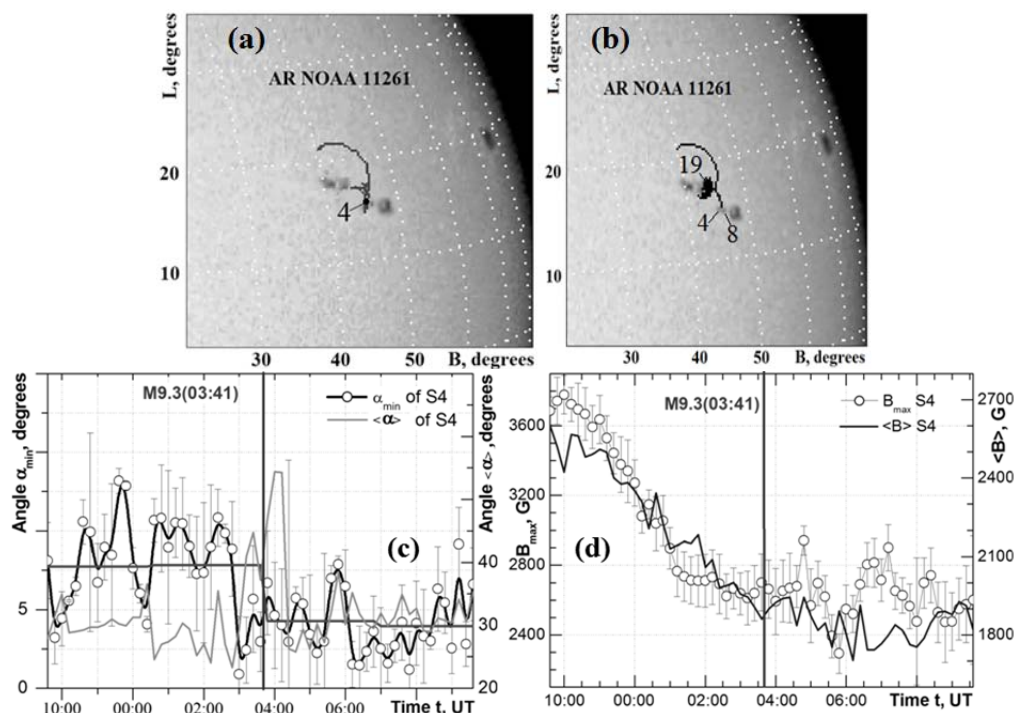 (a)
L, degrees
AR NOAA 11261
20
10
4
30 40 50 B, degrees
(b)
L, degrees
AR NOAA 11261
20
10
19
4 8
30 40 50 B, degrees
Angle αmin, degrees
M9.3(03:41)
αmin of S4
<α> of S4
(c)
5
0
40
30
20
Angle <α>, degrees
10:00 00:00 02:00 04:00 06:00 Time t, UT
Bmax, G
M9.3(03:41)
Bmax S4
<B> S4
(d)
3600
3200
2800
2400
2700
2400
2100
1800
<B>, G
10:00 00:00 02:00 04:00 06:00 Time t, UT